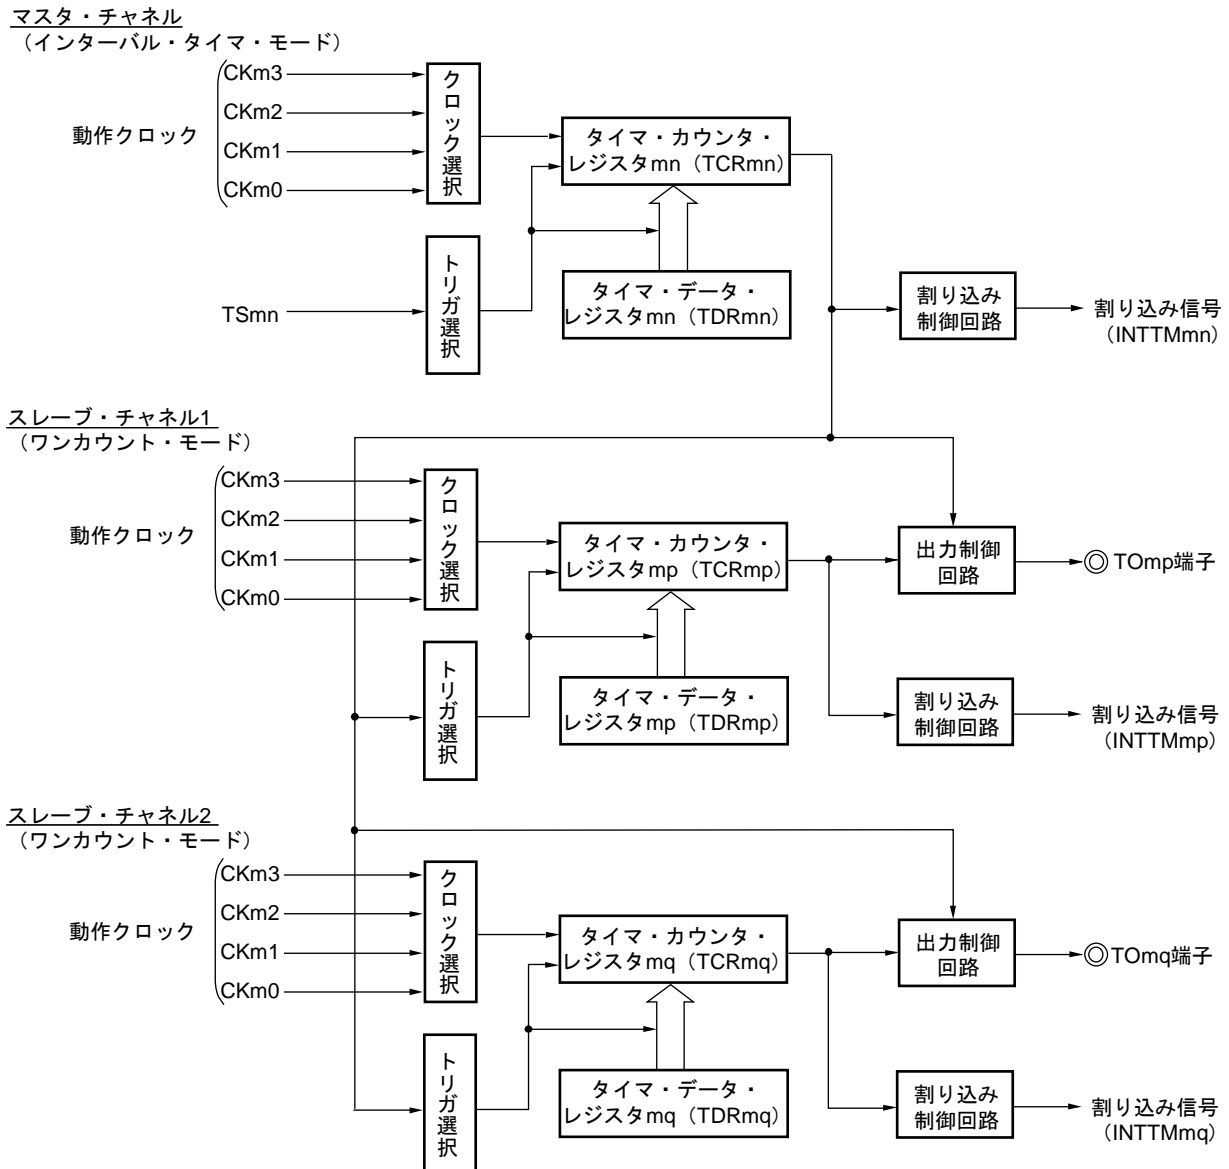 マスタ・チャネル
（インターバル・タイマ・モード）
CKm3
CKm2
動作クロック
CKm1
CKm0
クロック選択
タイマ・カウンタ・
レジスタmn（TCRmn）
TSmn
トリガ選択
タイマ・データ・
レジスタmn（TDRmn）
割り込み
制御回路
割り込み信号
（INTTMmn）
スレーブ・チャネル1
（ワンカウント・モード）
CKm3
CKm2
動作クロック
CKm1
CKm0
クロック選択
タイマ・カウンタ・
レジスタmp（TCRmp）
出力制御
回路
TOmp端子
トリガ選択
タイマ・データ・
レジスタmp（TDRmp）
割り込み
制御回路
割り込み信号
（INTTMmp）
スレーブ・チャネル2
（ワンカウント・モード）
CKm3
CKm2
動作クロック
CKm1
CKm0
クロック選択
タイマ・カウンタ・
レジスタmq（TCRmq）
出力制御
回路
TOmq端子
トリガ選択
タイマ・データ・
レジスタmq（TDRmq）
割り込み
制御回路
割り込み信号
（INTTMmq）